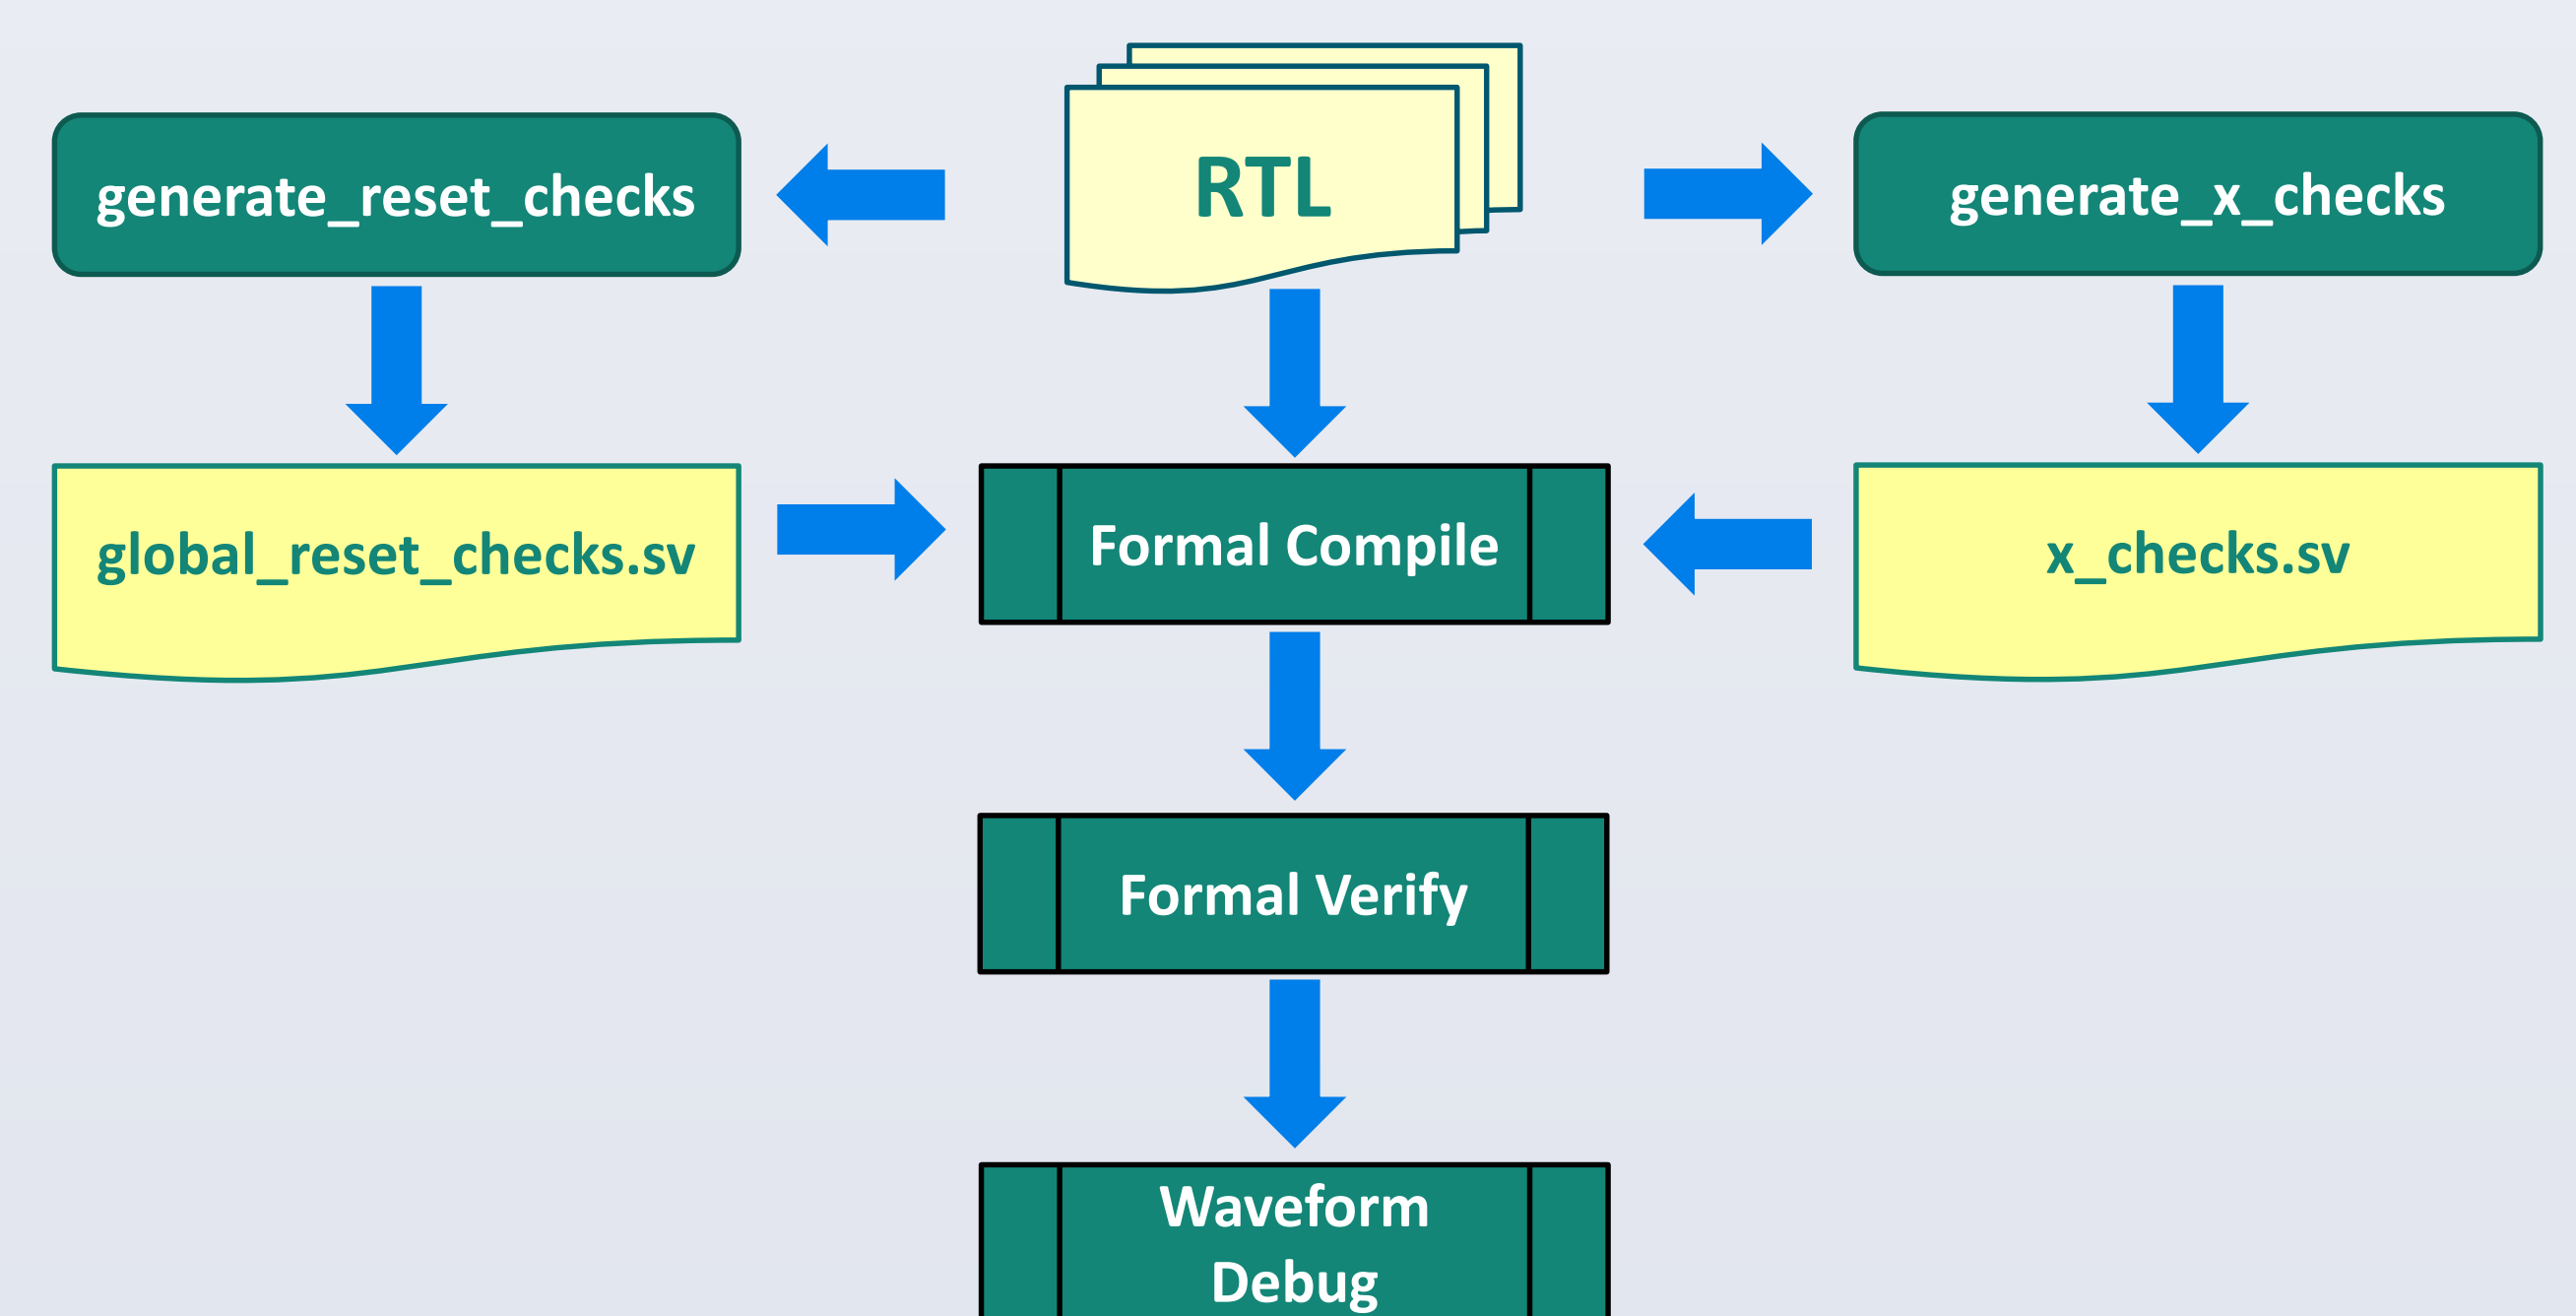 RTL
generate_reset_checks
generate_x_checks
global_reset_checks.sv
Formal Compile
x_checks.sv
Formal Verify
Waveform
Debug